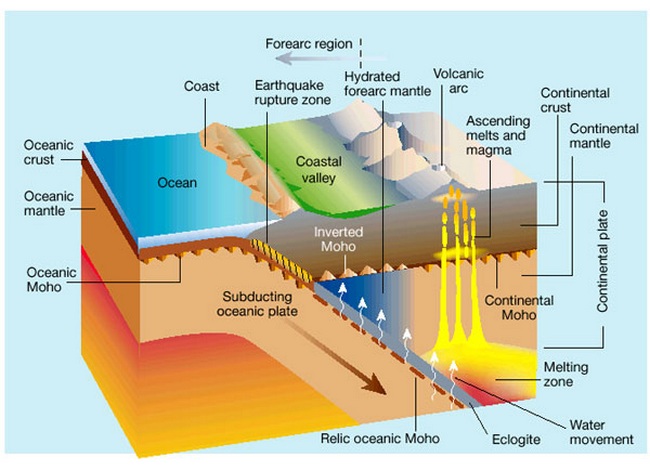 Forearc region
Coast
Earthquake
rupture zone
Hydrated
forearc mantle
Volcanic
arc
Continental
crust
Ascending
melts and
magma
Continental
mantle
Oceanic
crust
Ocean
Coastal
valley
Oceanic
mantle
Inverted
Moho
Oceanic
Moho
Subducting
oceanic plate
Continental
Moho
Continental plate
Melting
zone
Relic oceanic Moho
Eclogite
Water
movement